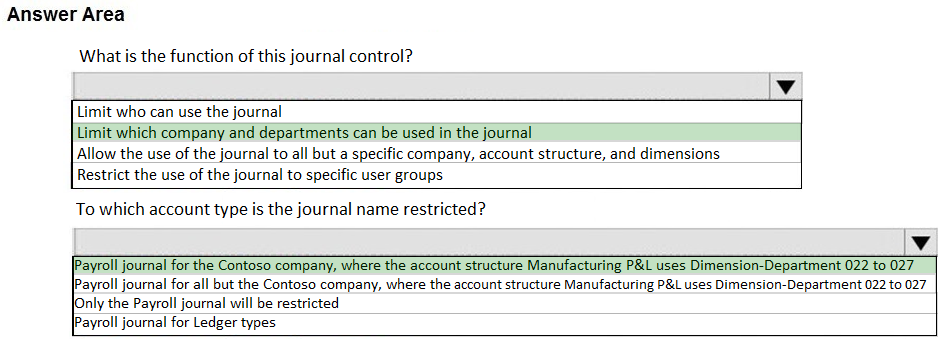 Answer Area
What is the function of this journal control?
Limit who can use the journal
Limit which company and departments can be used in the journal
Allow the use of the journal to all but a specific company, account structure, and dimensions
Restrict the use of the journal to specific user groups
To which account type is the journal name restricted?
Payroll journal for the Contoso company, where the account structure Manufacturing P&L uses Dimension-Department 022 to 027
Payroll journal for all but the Contoso company, where the account structure Manufacturing P&L uses Dimension-Department 022 to 027
Only the Payroll journal will be restricted
Payroll journal for Ledger types